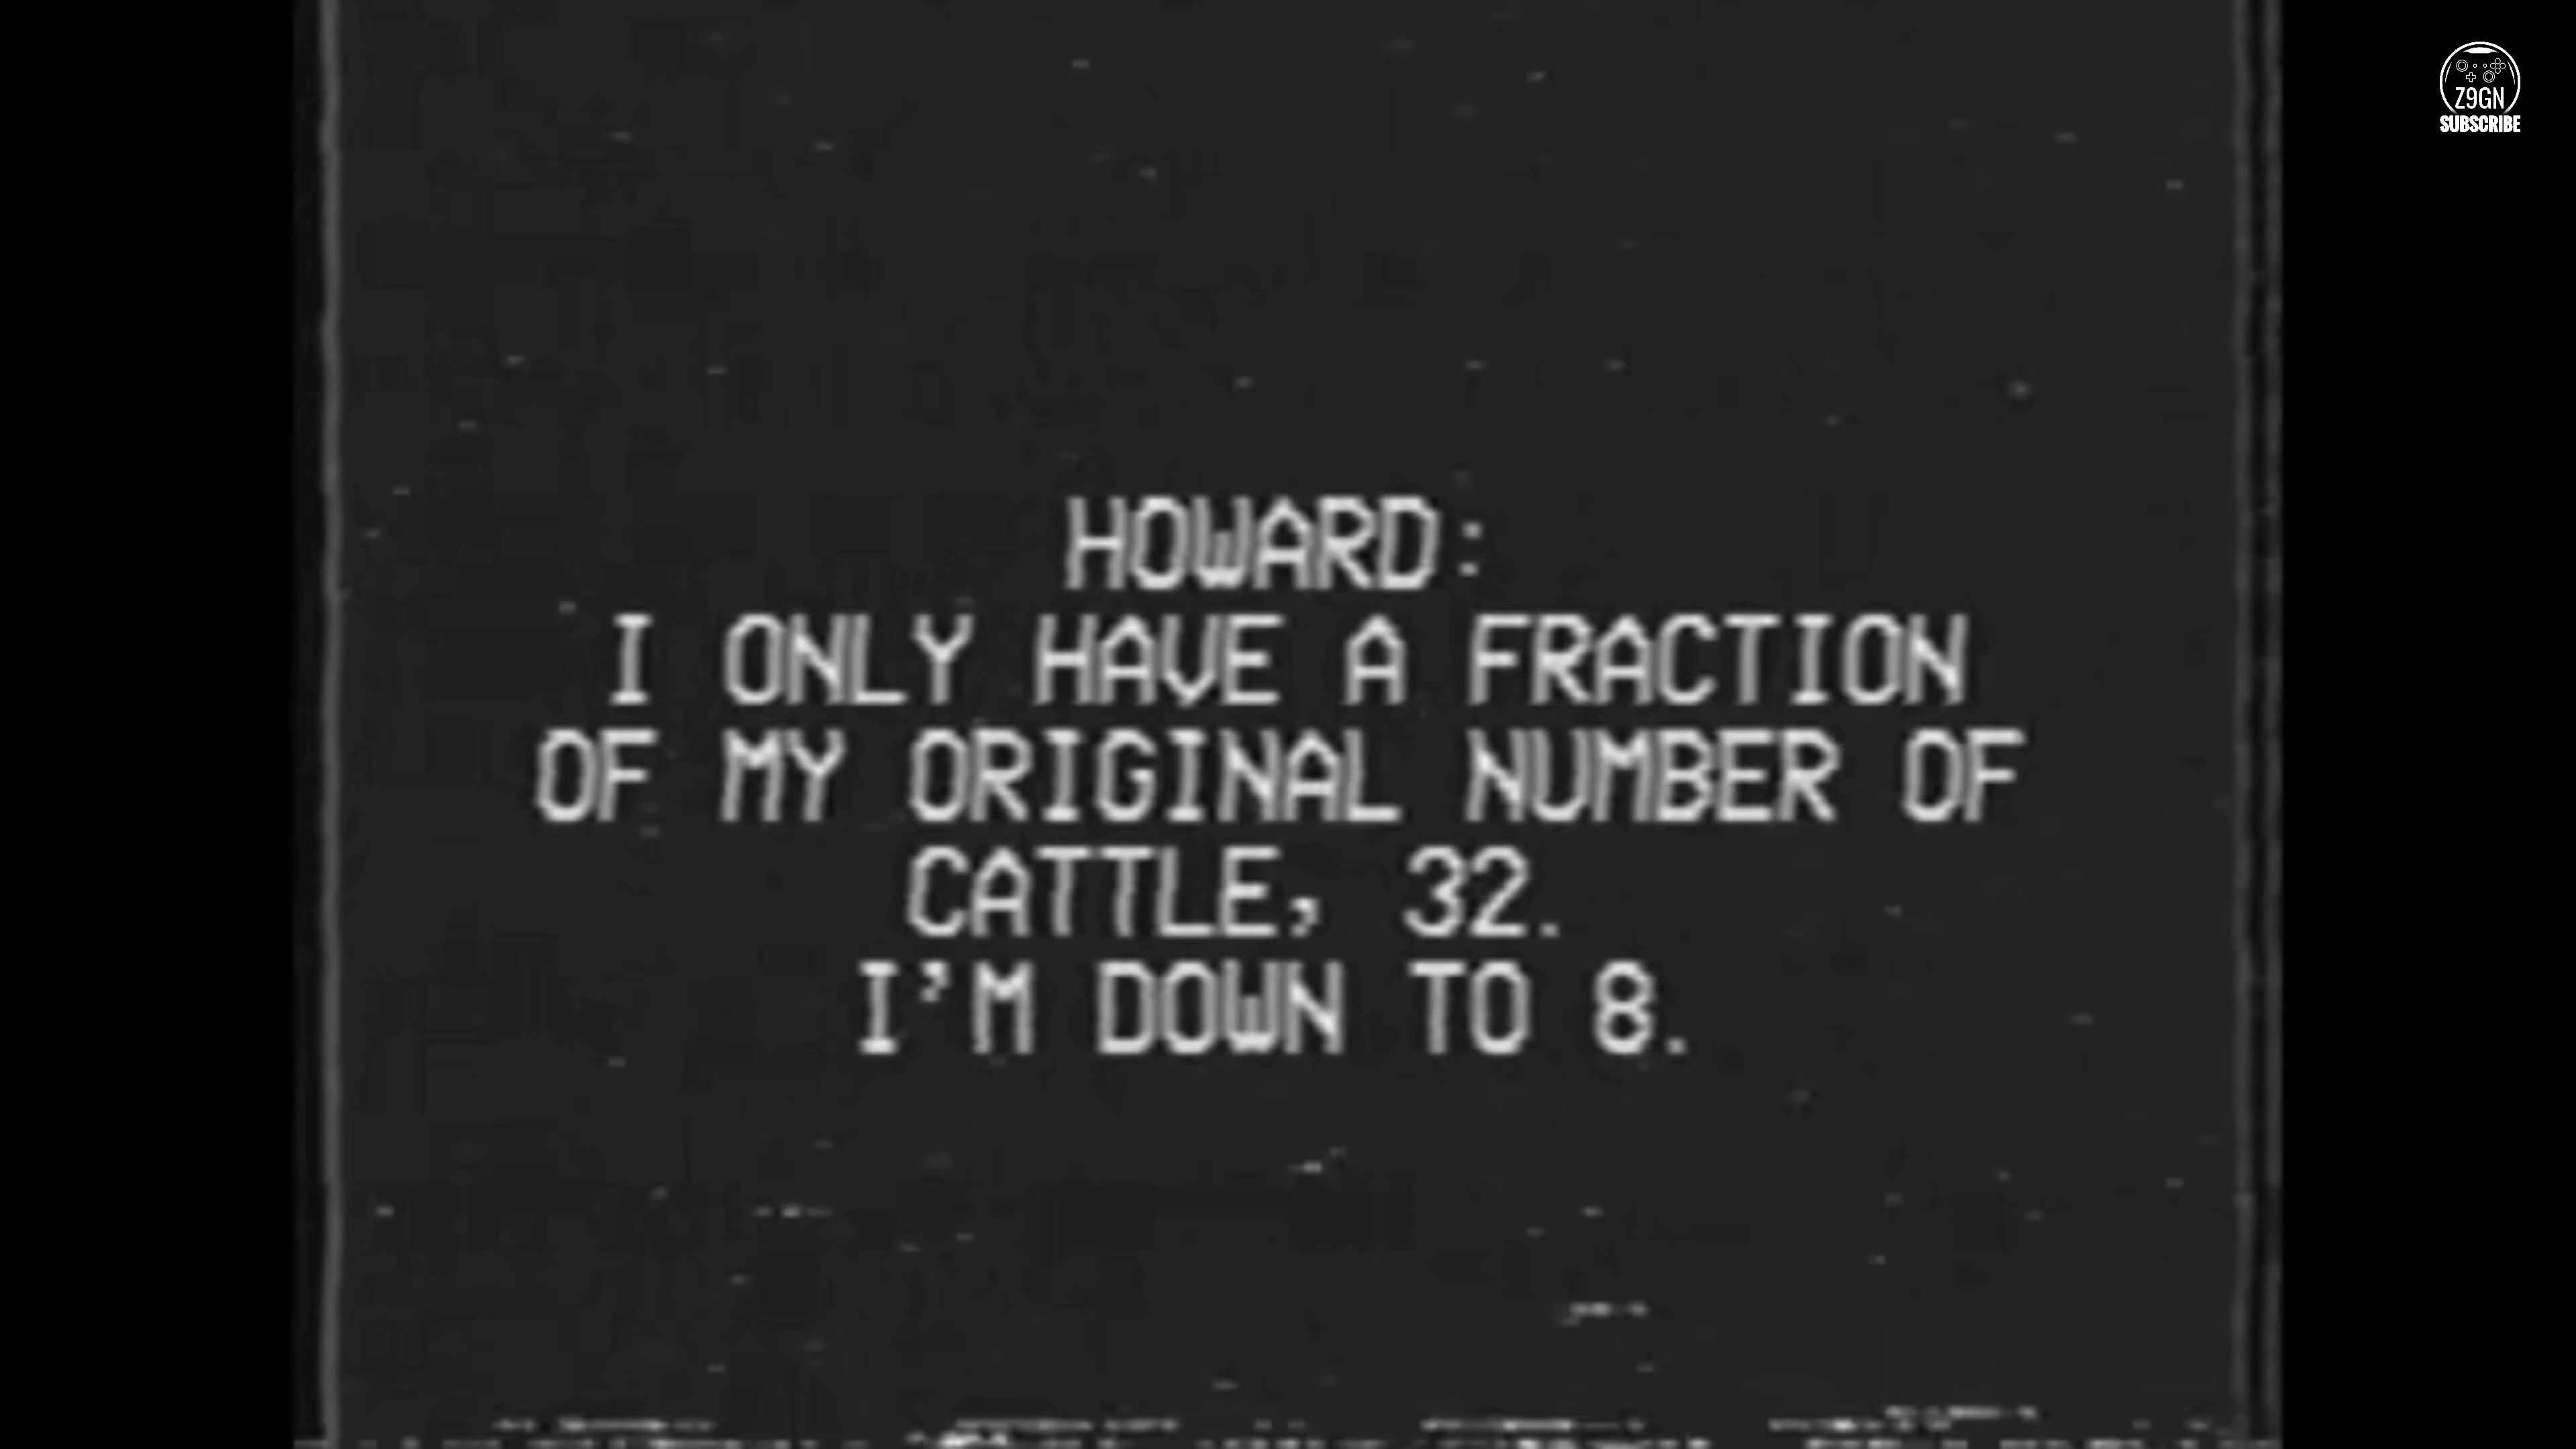 Z9GN
SUBSCRIBE
HOWARD:
I ONLY HAVE A FRACTION
OF MY ORIGINAL NUMBER OF
CATTLE, 32.
I'M DOWN TO 8.